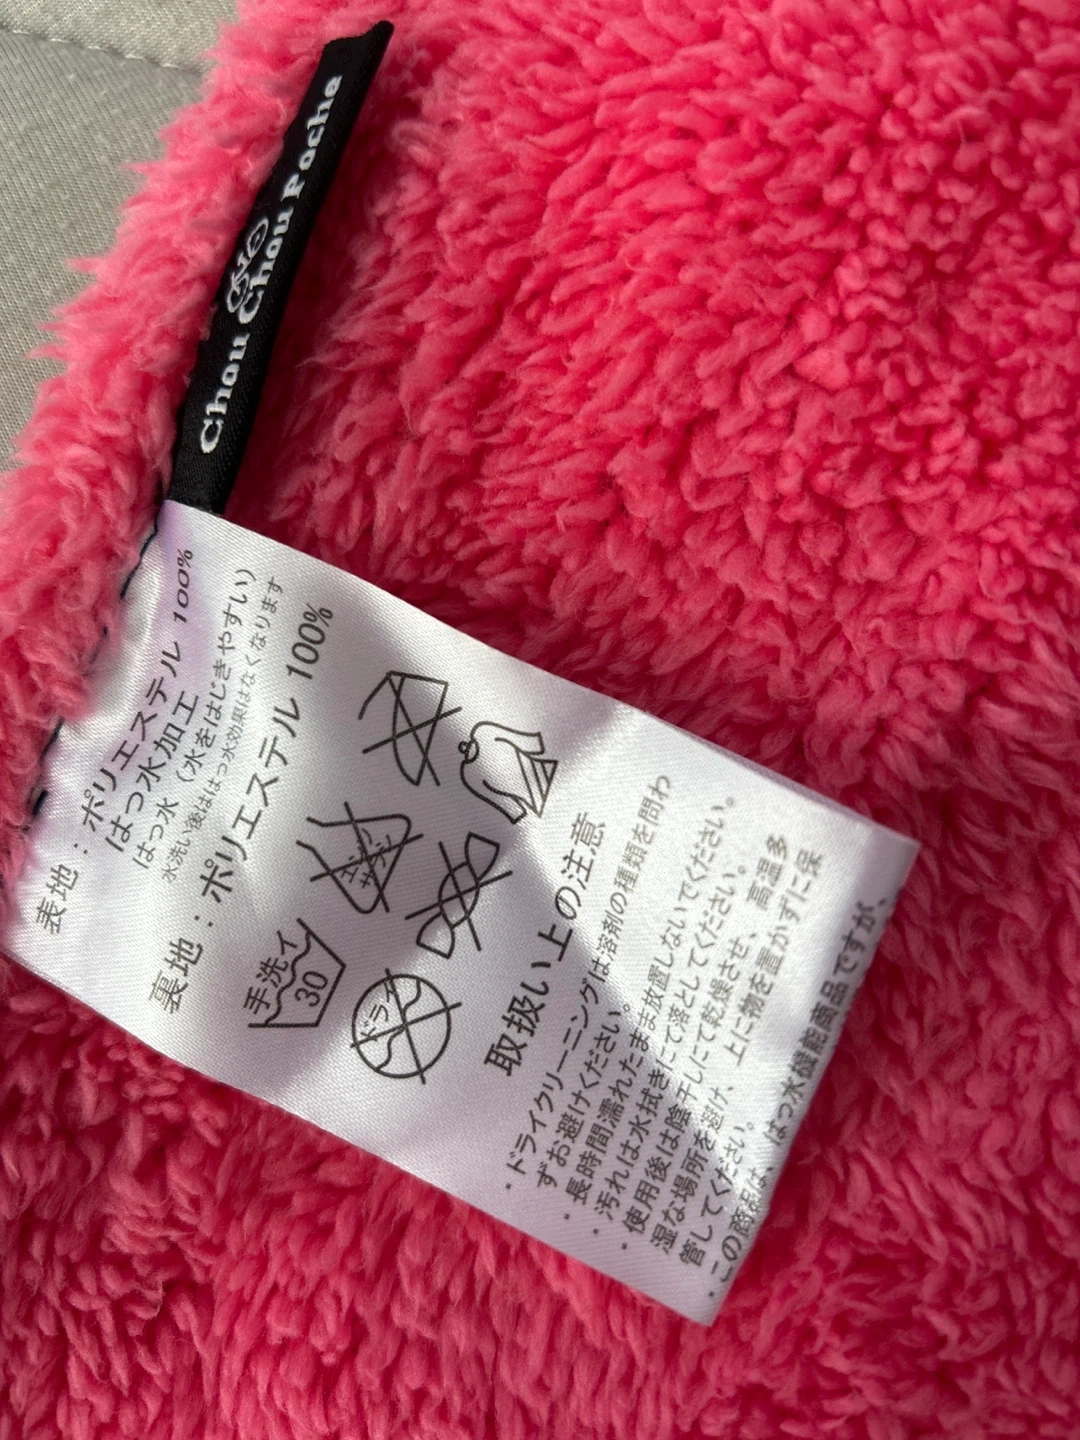 Chou Chou Poche
表地：ポリエステル 100%
はっ水加工
はっ水（水をはじきやすい）
水洗い後ははっ水効果はなくなります
裏地：ポリエステル 100%
手洗イ
30
エンソサラシ
ドライ
取扱い上の注意
・ドライクリーニングは溶剤の種類を問わ
ずお避けください。
・長時間濡れたまま放置しないでください。
・汚れは水拭きにて落としてください。
・使用後は陰干しにて乾燥させ、高温多
湿な場所を避け、上に物を置かずに保
管してください。
・この商品は、はっ水機能商品ですが、